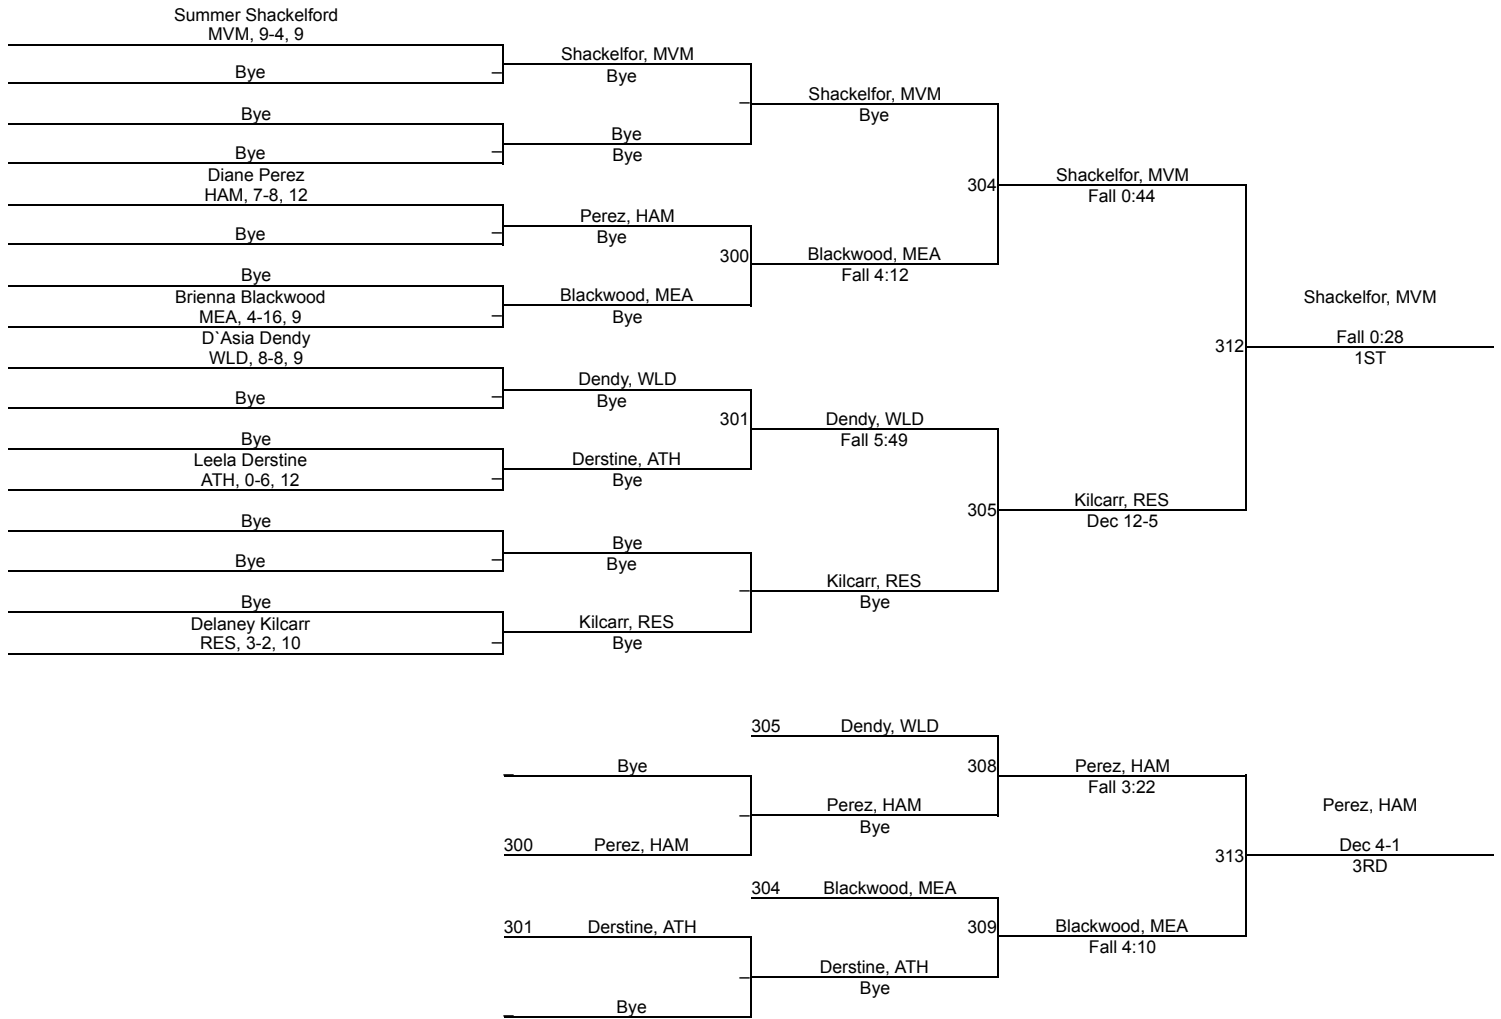 Summer Shackelford
MVM, 9-4, 9
Bye
Bye
Bye
Diane Perez
HAM, 7-8, 12
Bye
Bye
Brienna Blackwood
MEA, 4-16, 9
D`Asia Dendy
WLD, 8-8, 9
Bye
Bye
Leela Derstine
ATH, 0-6, 12
Bye
Bye
Bye
Delaney Kilcarr
RES, 3-2, 10
Shackelfor, MVM
Bye
Bye
Bye
Perez, HAM
Bye
Blackwood, MEA
Bye
Dendy, WLD
Bye
Derstine, ATH
Bye
Bye
Bye
Kilcarr, RES
Bye
300
301
Shackelfor, MVM
Bye
Blackwood, MEA
Fall 4:12
Dendy, WLD
Fall 5:49
Kilcarr, RES
Bye
304
305
Shackelfor, MVM
Fall 0:44
Kilcarr, RES
Dec 12-5
312
Shackelfor, MVM
Fall 0:28
1ST
Bye
300 Perez, HAM
301 Derstine, ATH
Bye
305 Dendy, WLD
Perez, HAM
Bye
304 Blackwood, MEA
Derstine, ATH
Bye
308
309
Perez, HAM
Fall 3:22
Blackwood, MEA
Fall 4:10
313
Perez, HAM
Dec 4-1
3RD